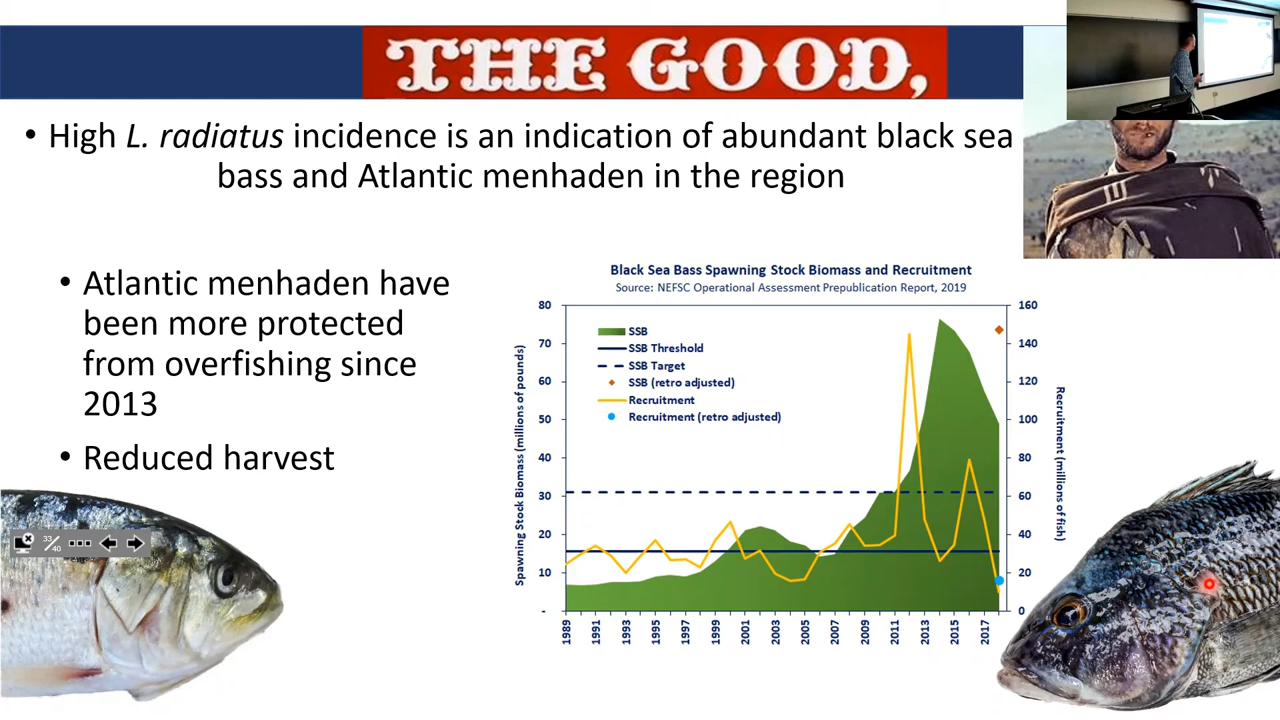 THE GOOD,
• High L. radiatus incidence is an indication of abundant black sea
bass and Atlantic menhaden in the region
• Atlantic menhaden have
been more protected
from overfishing since
2013
• Reduced harvest
33/40
Black Sea Bass Spawning Stock Biomass and Recruitment
Source: NEFSC Operational Assessment Prepublication Report, 2019
Spawning Stock Biomass (millions of pounds)
80
70
60
50
40
30
20
10
-
SSB
SSB Threshold
SSB Target
SSB (retro adjusted)
Recruitment
Recruitment (retro adjusted)
160
140
120
100
80
60
40
20
0
Recruitment (millions of fish)
1989
1991
1993
1995
1997
1999
2001
2003
2005
2007
2009
2011
2013
2015
2017